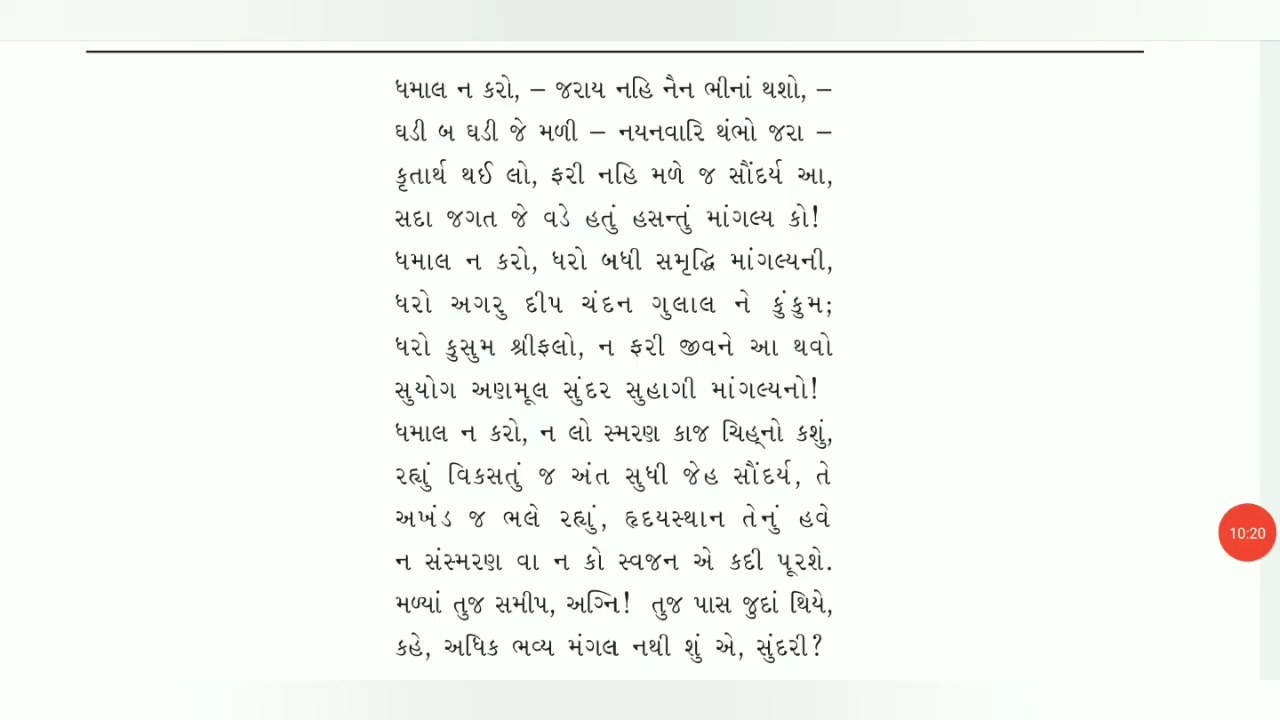 ધમાલ ન કરો, – જરાય નહિ નૈન ભીનાં થશો, –
ઘડી બ ઘડી જે મળી – નયનવારિ થંભો જરા –
કૃતાર્થ થઈ લો, ફરી નહિ મળે જ સૌંદર્ય આ,
સદા જગત જે વડે હતું હસન્તું માંગલ્ય કો!
ધમાલ ન કરો, ધરો બધી સમૃદ્ધિ માંગલ્યની,
ધરો અગરુ દીપ ચંદન ગુલાલ ને કુંકુમ;
ધરો કુસુમ શ્રીફલો, ન ફરી જીવને આ થવો
સુયોગ અણમૂલ સુંદર સુહાગી માંગલ્યનો!
ધમાલ ન કરો, ન લો સ્મરણ કાજ ચિહ્નો કશું,
રહ્યું વિકસતું જ અંત સુધી જેહ સૌંદર્ય, તે
અખંડ જ ભલે રહ્યું, હૃદયસ્થાન તેનું હવે
ન સંસ્મરણ વા ન કો સ્વજન એ કદી પૂરશે.
મળ્યાં તુજ સમીપ, અગ્નિ! તુજ પાસ જુદાં થિયે,
કહે, અધિક ભવ્ય મંગલ નથી શું એ, સુંદરી?
10:20